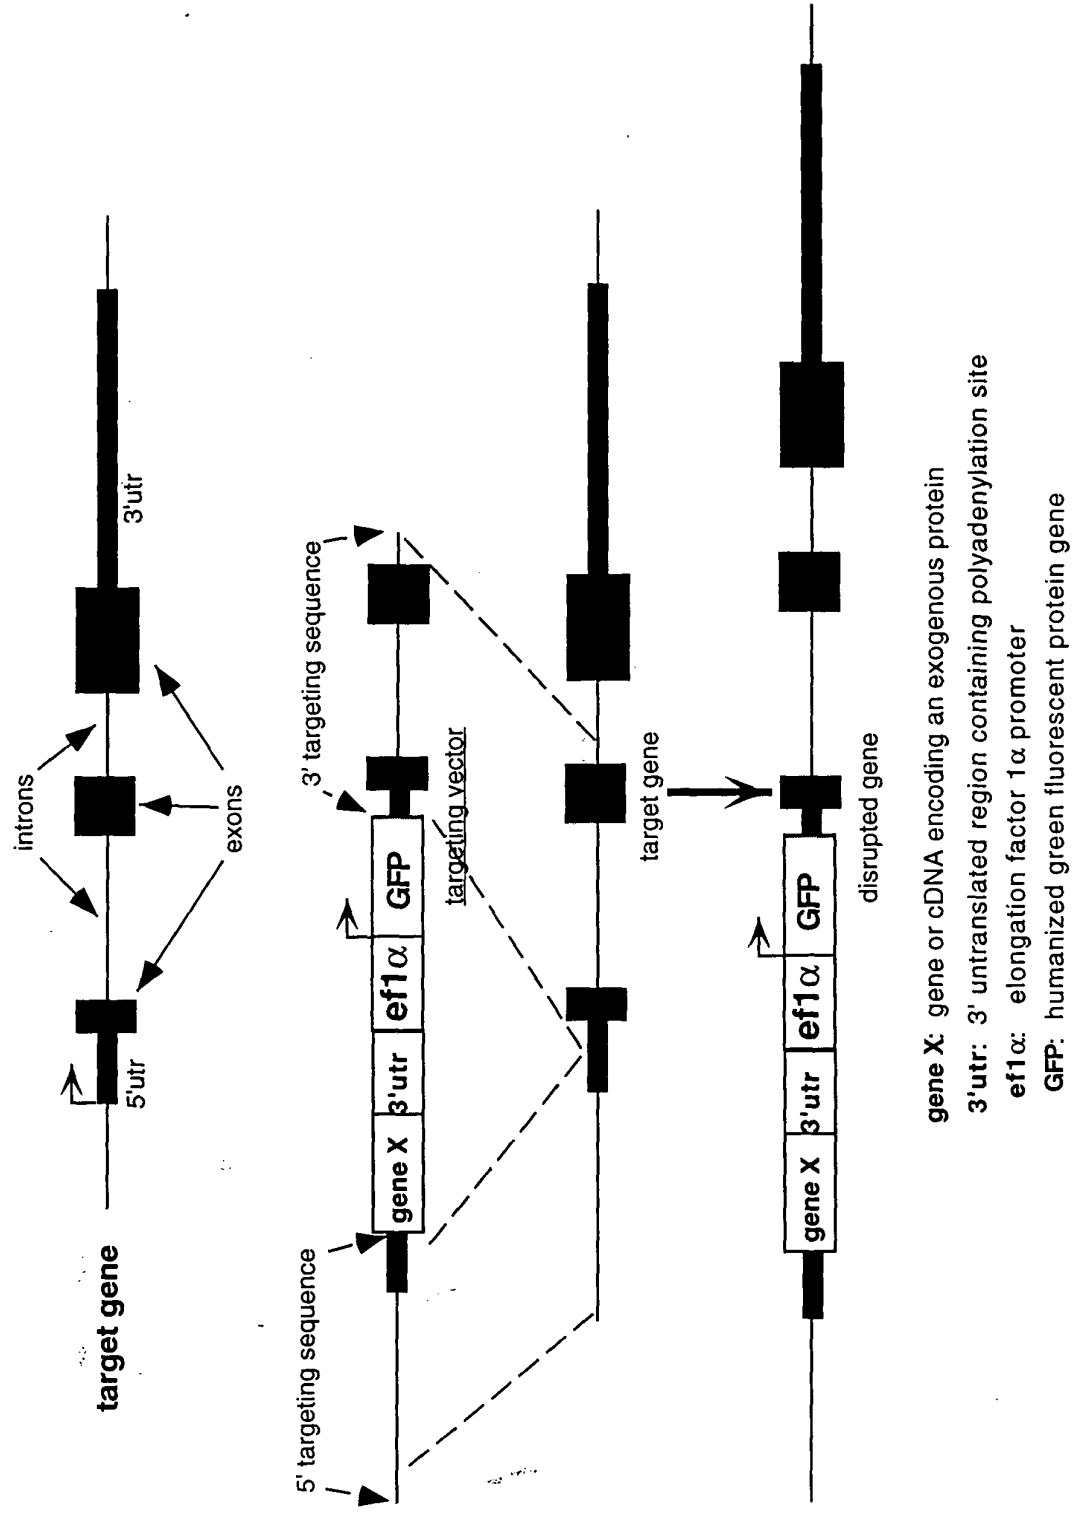 target gene
5'utr
introns
exons
3'utr
5' targeting sequence
3' targeting sequence
gene X
3'utr
ef1α
GFP
targeting vector
target gene
gene X
3'utr
ef1α
GFP
disrupted gene
gene X: gene or cDNA encoding an exogenous protein
3'utr: 3' untranslated region containing polyadenylation site
ef1α: elongation factor 1α promoter
GFP: humanized green fluorescent protein gene